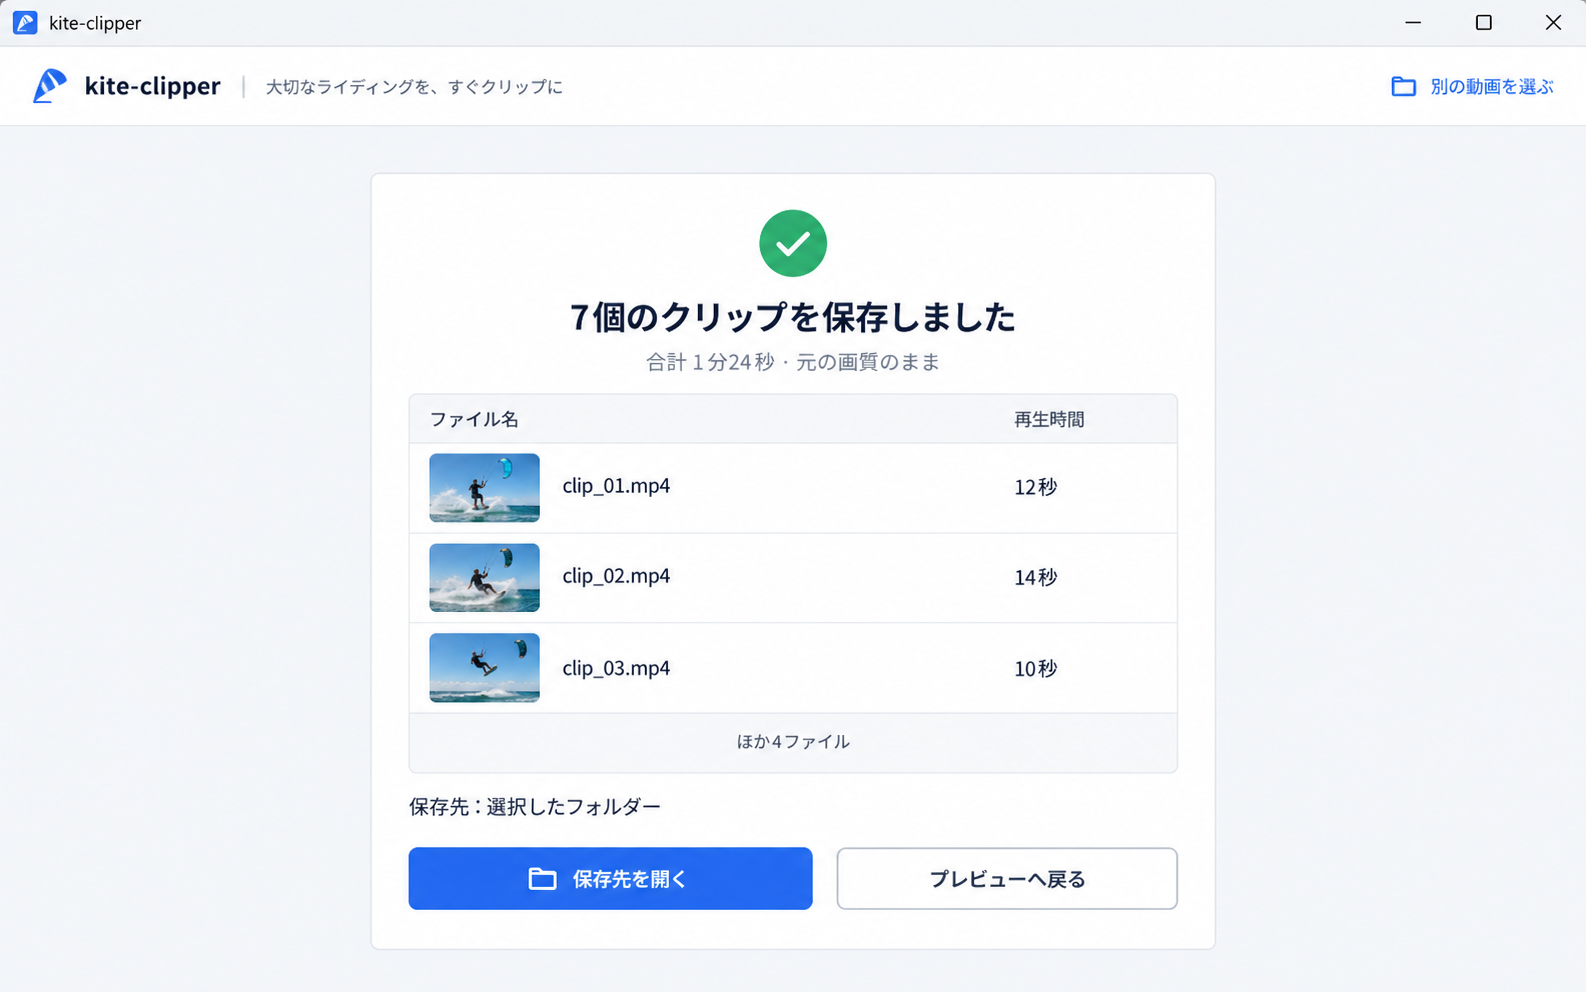 kite-clipper
kite-clipper
大切なライディングを、すぐクリップに
別の動画を選ぶ
7個のクリップを保存しました
合計 1分24秒 · 元の画質のまま
ファイル名 再生時間
clip_01.mp4 12秒
clip_02.mp4 14秒
clip_03.mp4 10秒
ほか4ファイル
保存先：選択したフォルダー
保存先を開く
プレビューへ戻る